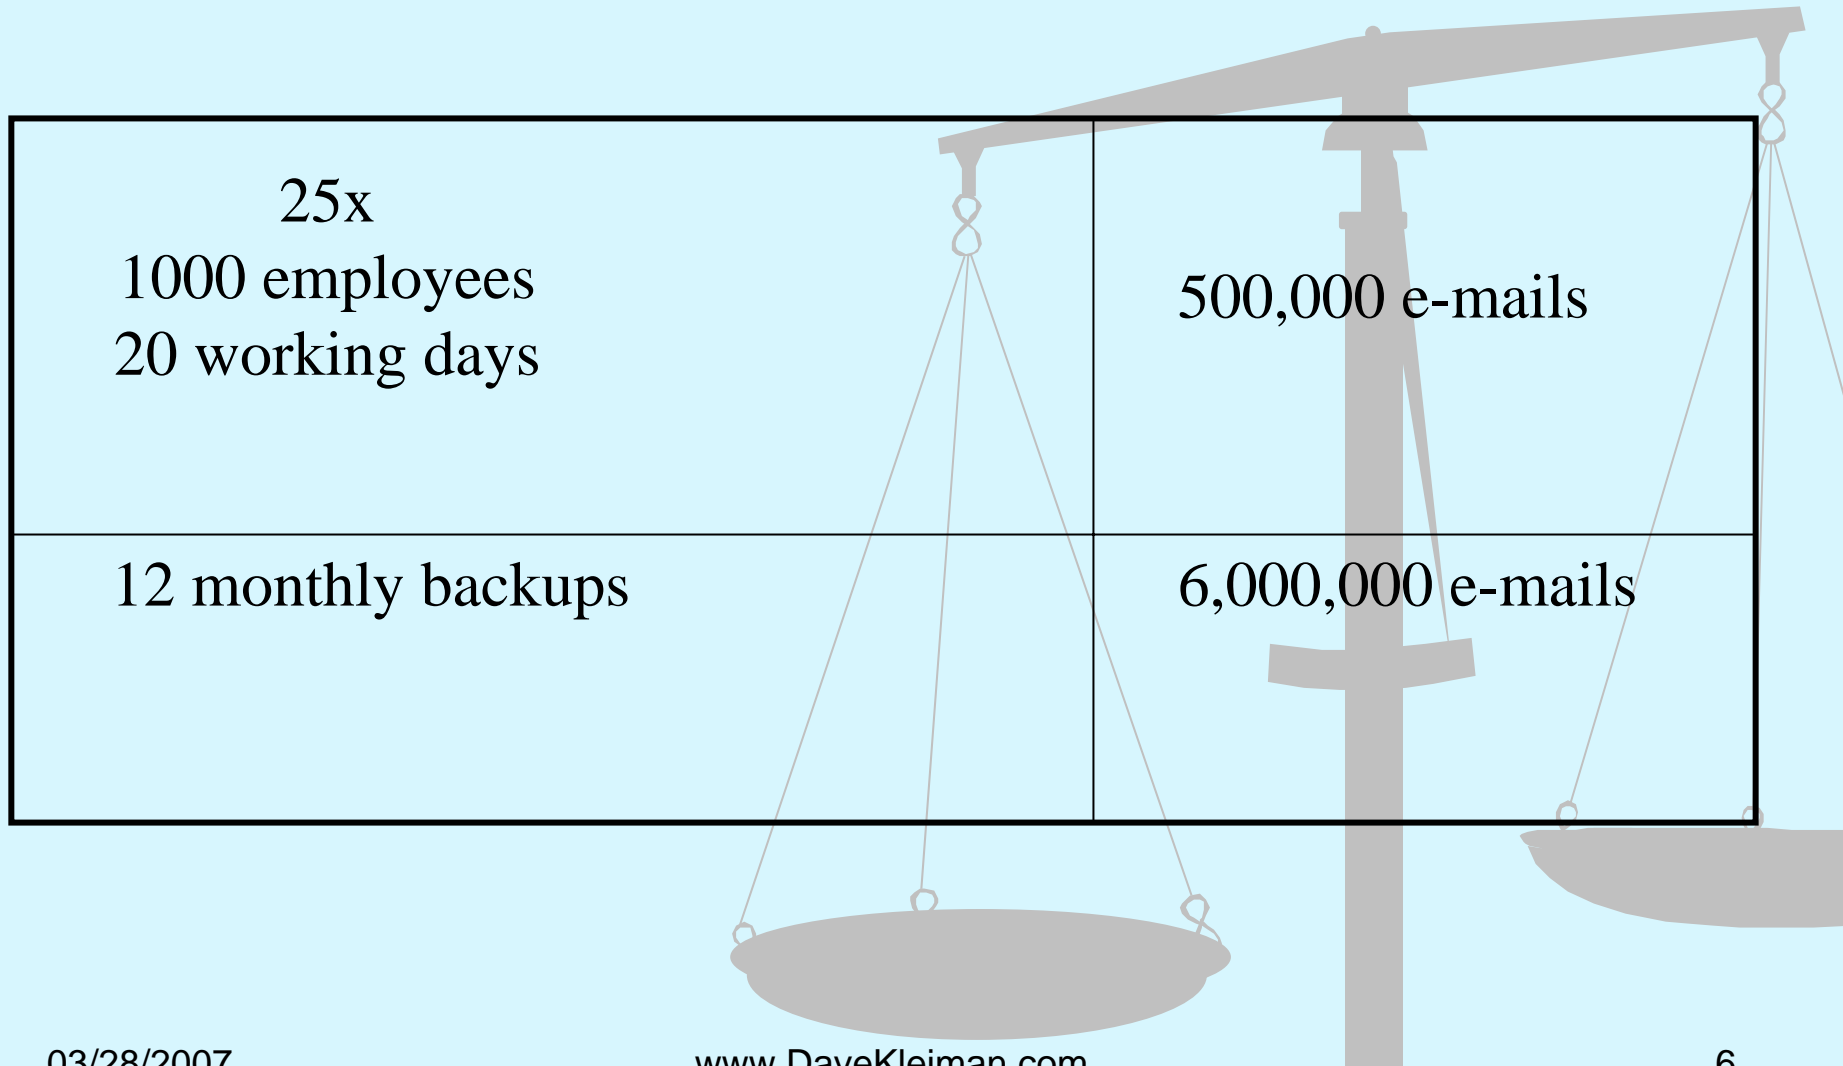 25x
1000 employees
20 working days
500,000 e-mails
12 monthly backups
6,000,000 e-mails
03/28/2007
www.DaveKleiman.com
6